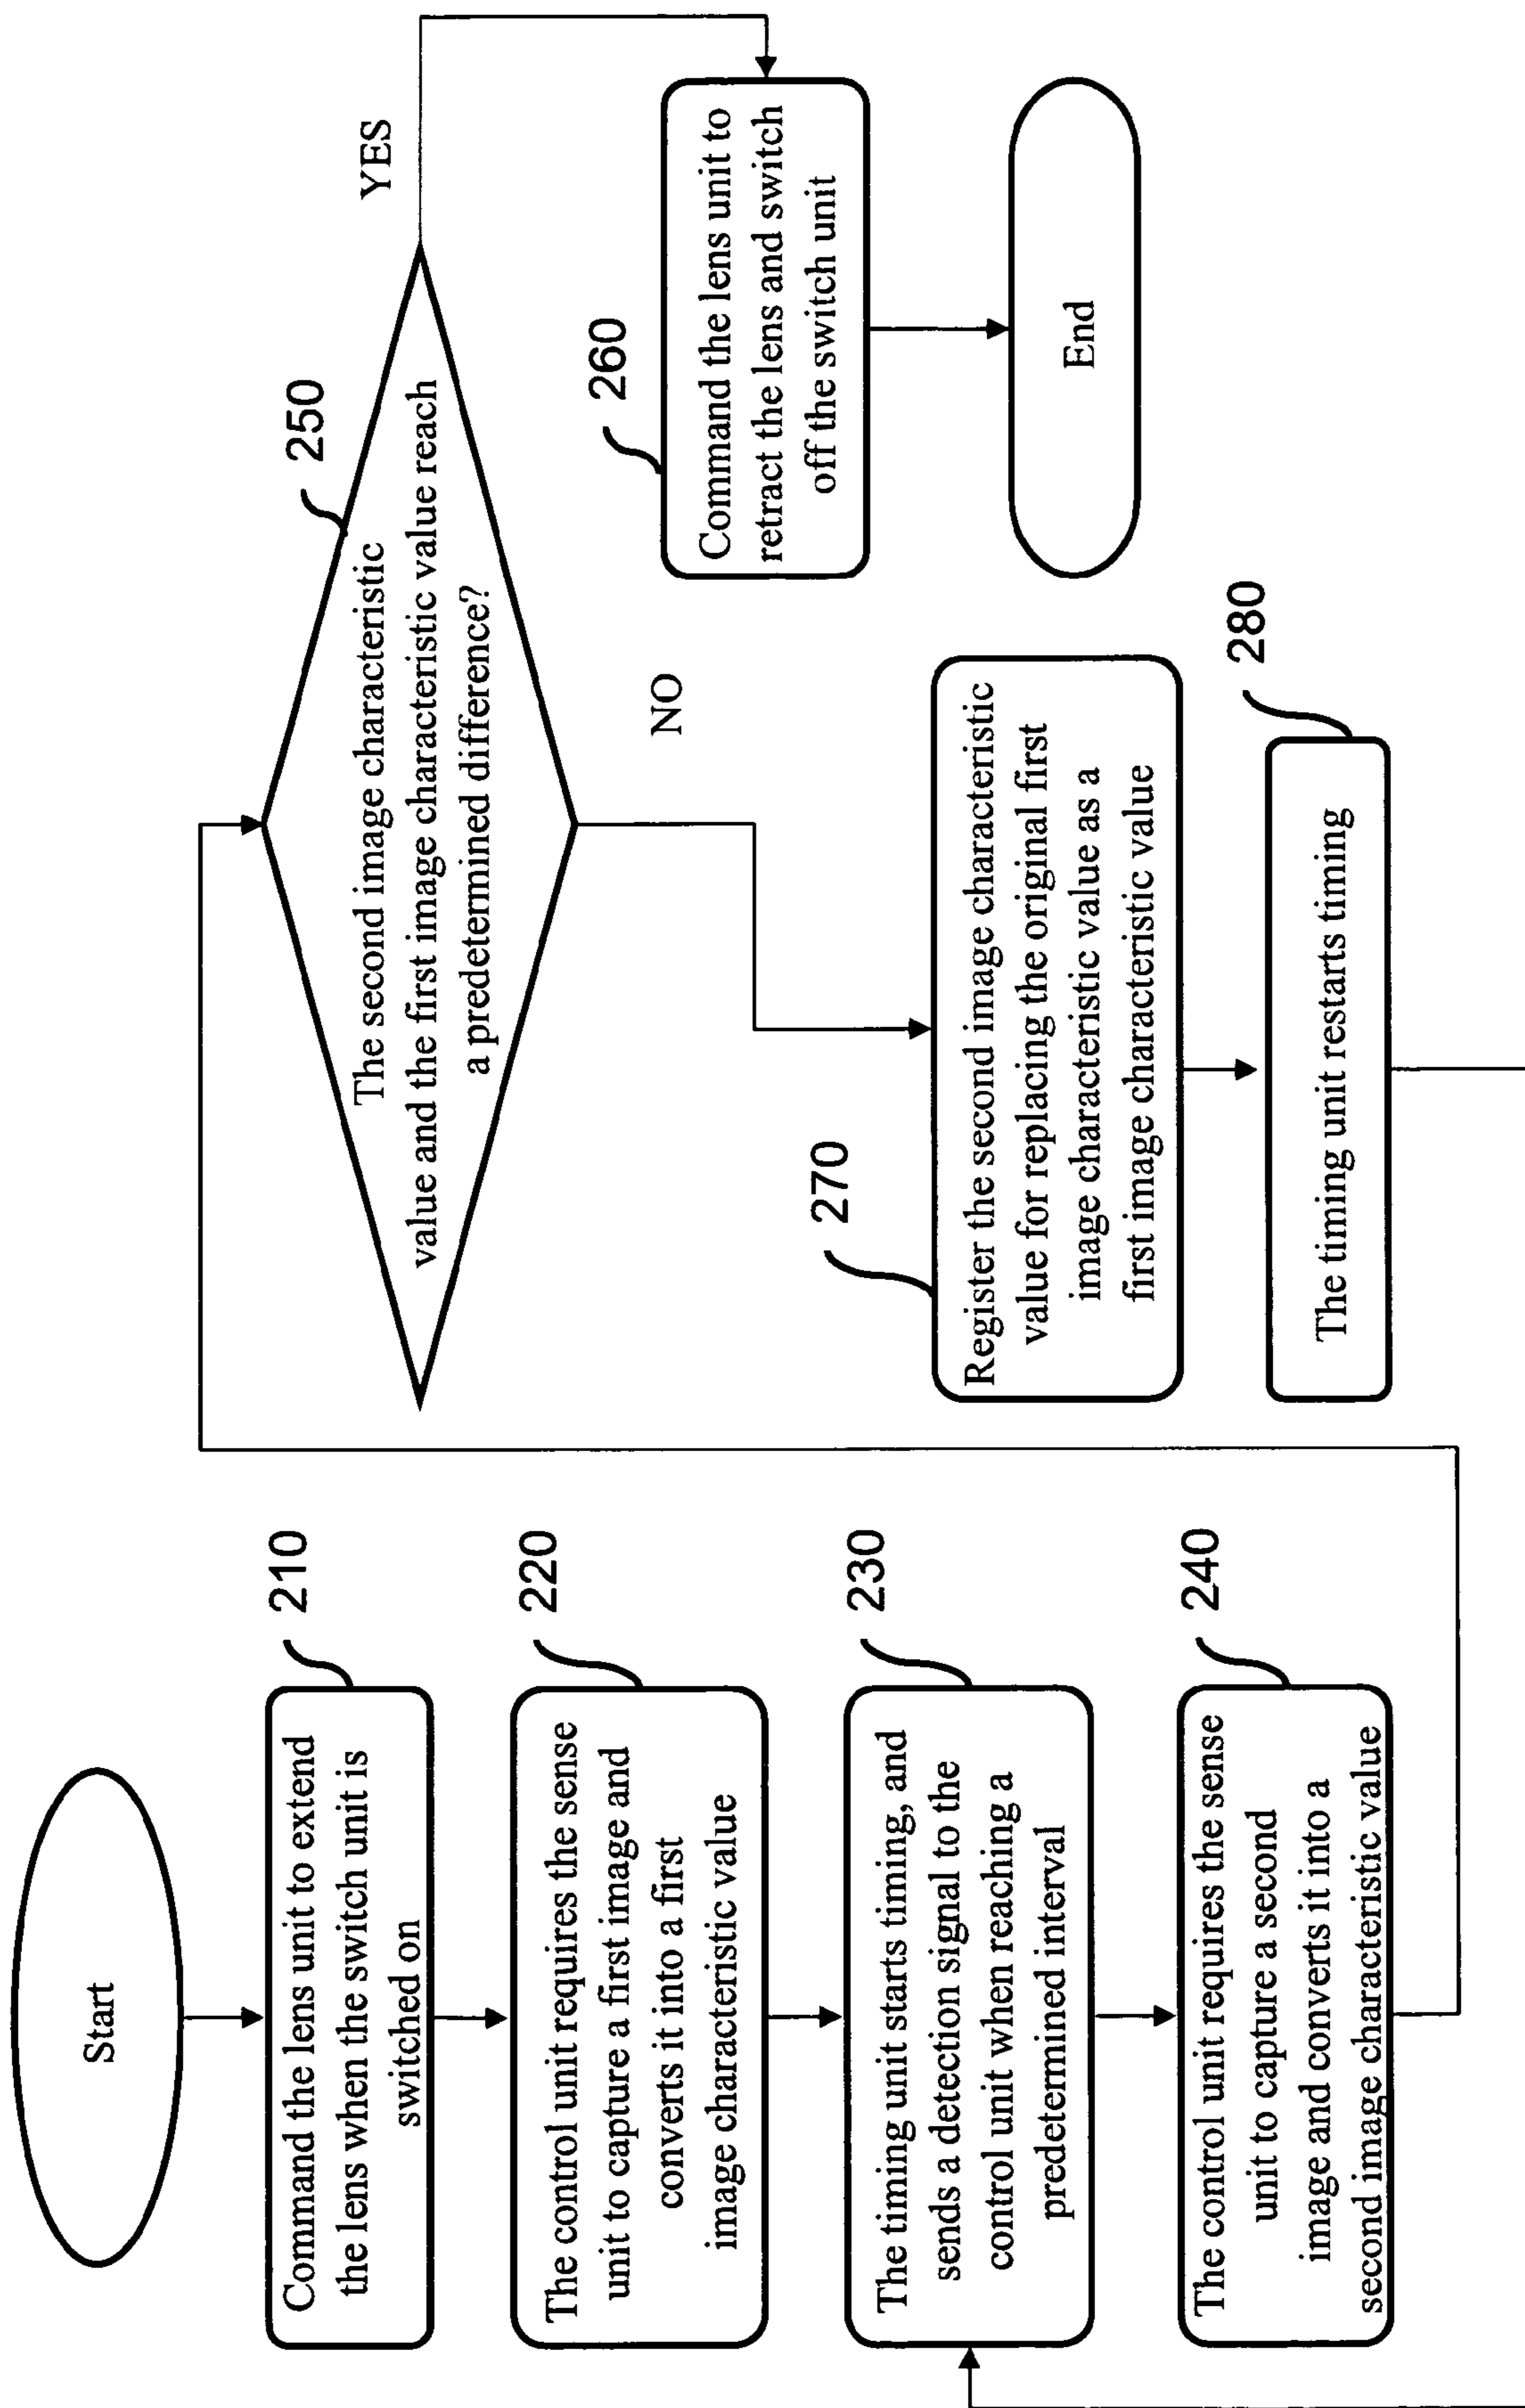 Start
210
Command the lens unit to extend
the lens when the switch unit is
switched on
220
The control unit requires the sense
unit to capture a first image and
converts it into a first
image characteristic value
230
The timing unit starts timing, and
sends a detection signal to the
control unit when reaching a
predetermined interval
240
The control unit requires the sense
unit to capture a second
image and converts it into a
second image characteristic value
250
The second image characteristic
value and the first image characteristic value reach
a predetermined difference?
YES
260
Command the lens unit to
retract the lens and switch
off the switch unit
End
NO
270
Register the second image characteristic
value for replacing the original first
image characteristic value as a
first image characteristic value
280
The timing unit restarts timing